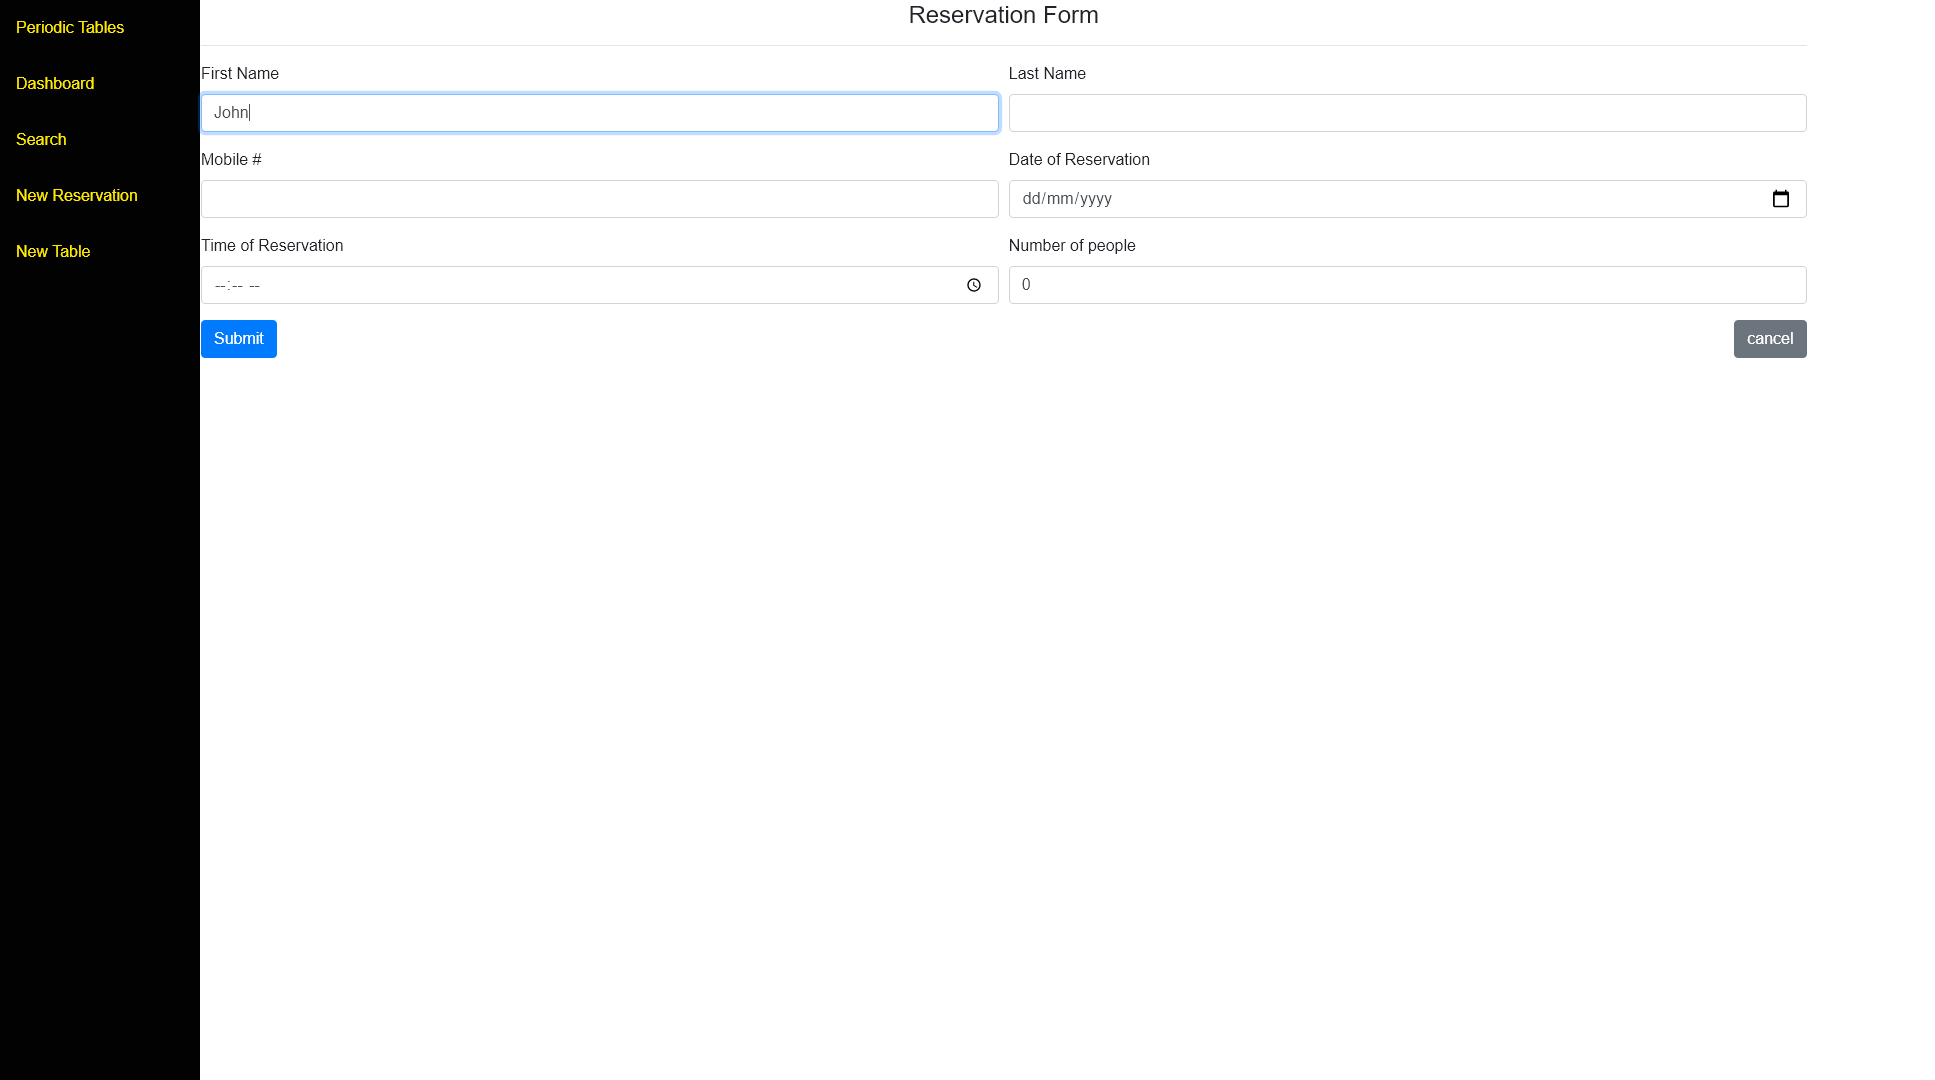 Periodic Tables
Dashboard
Search
New Reservation
New Table
Reservation Form
First Name
Last Name
John
Mobile #
Date of Reservation
dd/mm/yyyy
Time of Reservation
Number of people
--:-- --
0
Submit
cancel